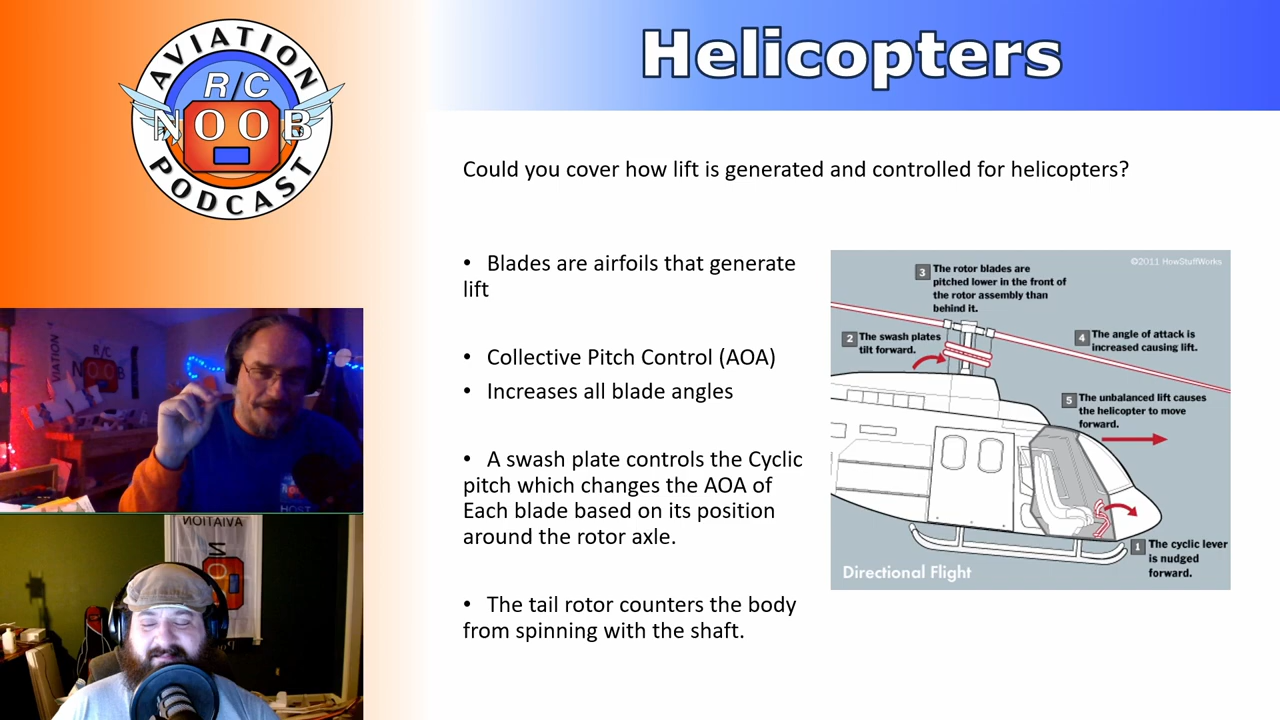 AVIATION
R/C
NOOB
PODCAST
Helicopters
Could you cover how lift is generated and controlled for helicopters?
• Blades are airfoils that generate
lift
• Collective Pitch Control (AOA)
• Increases all blade angles
• A swash plate controls the Cyclic
pitch which changes the AOA of
Each blade based on its position
around the rotor axle.
• The tail rotor counters the body
from spinning with the shaft.
©2011 HowStuffWorks
3 The rotor blades are
pitched lower in the front of
the rotor assembly than
behind it.
2 The swash plates
tilt forward.
4 The angle of attack is
increased causing lift.
5 The unbalanced lift causes
the helicopter to move
forward.
1 The cyclic lever
is nudged
forward.
Directional Flight
R/C
HOST
AVIATION